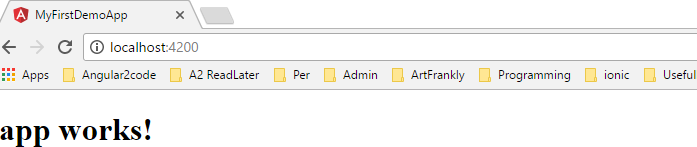 MyFirstDemoApp
localhost:4200
Apps Angular2code A2 ReadLater Per Admin ArtFrankly Programming ionic Useful
app works!